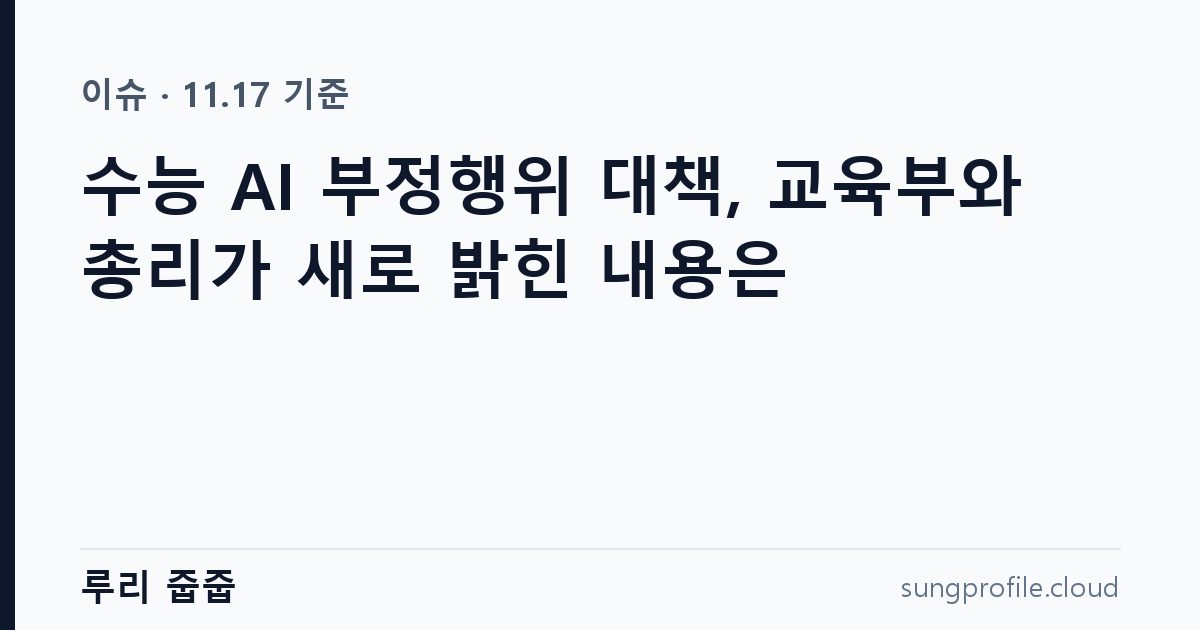 이슈 · 11.17 기준
수능 AI 부정행위 대책, 교육부와
총리가 새로 밝힌 내용은
루리 줍줍
sungprofile.cloud